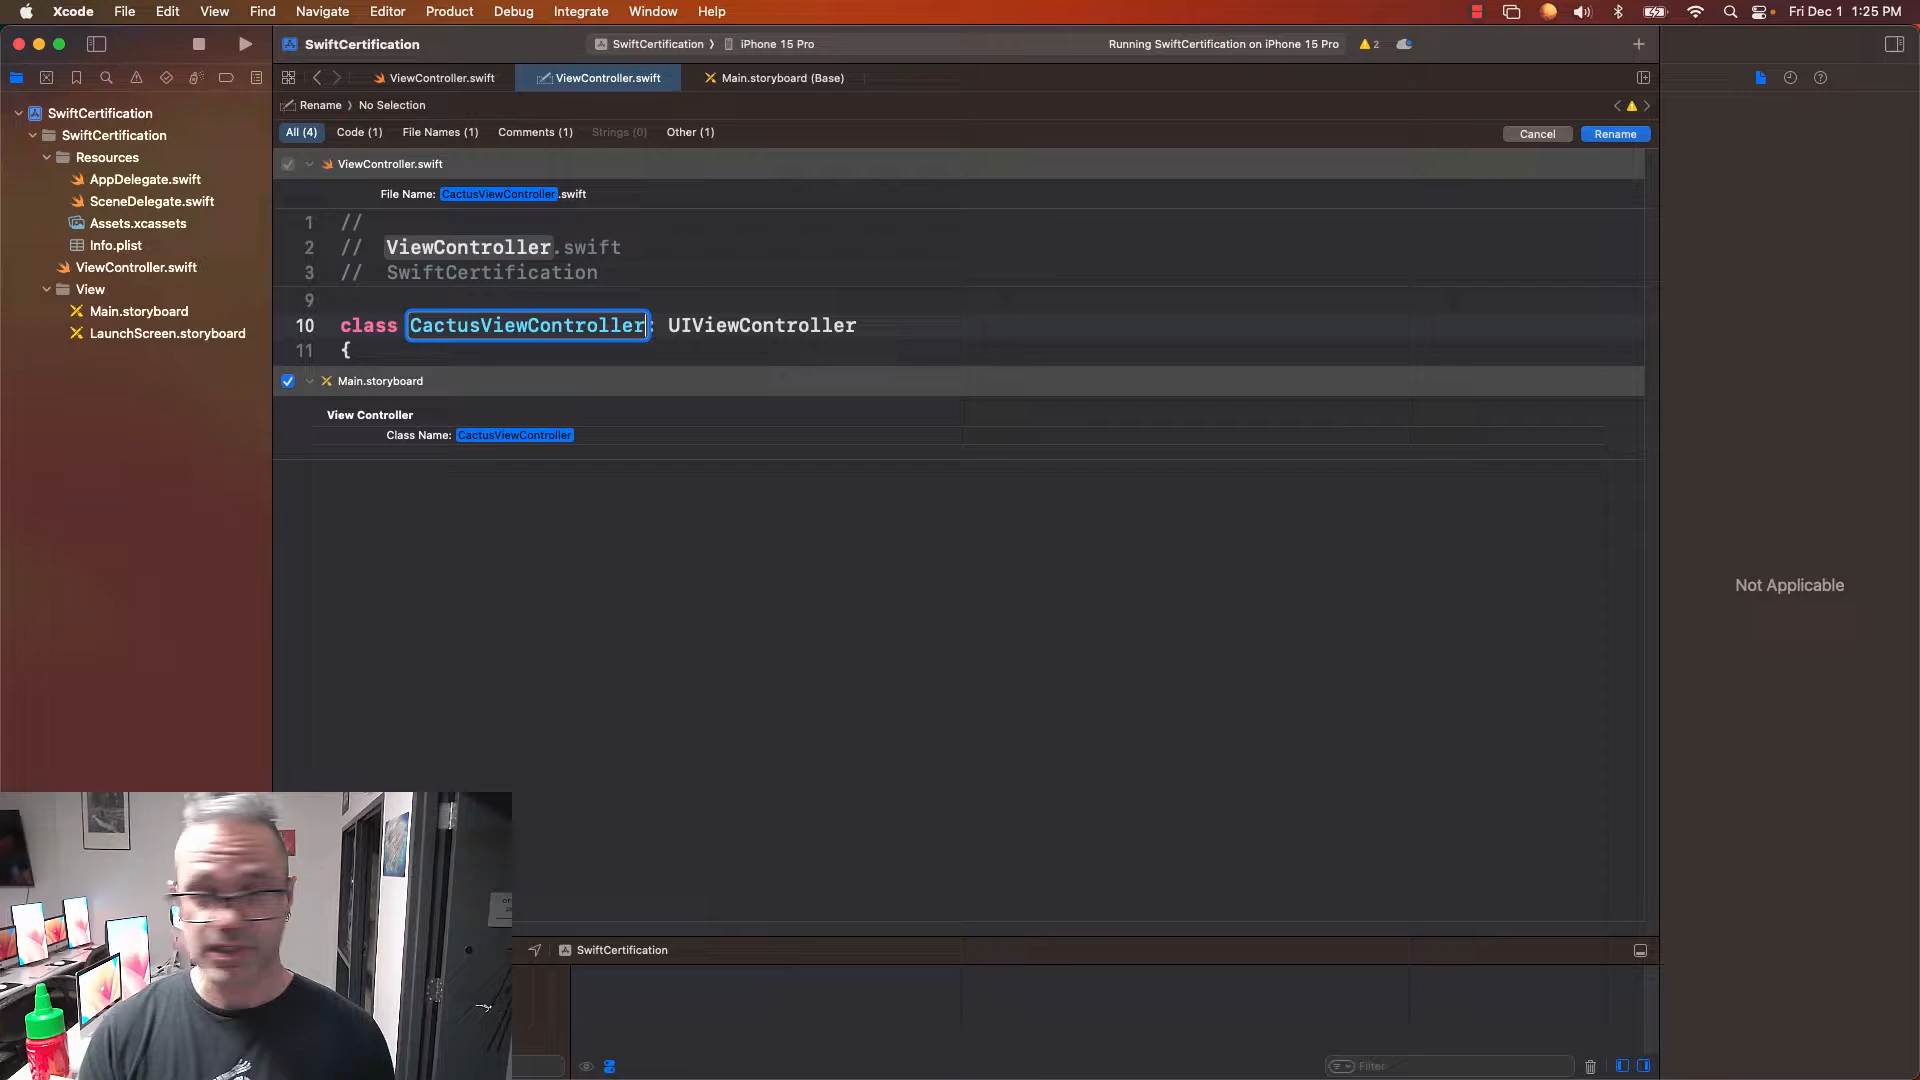 Xcode File Edit View Find Navigate Editor Product Debug Integrate Window Help Fri Dec 1 1:25 PM
SwiftCertification SwiftCertification iPhone 15 Pro Running SwiftCertification on iPhone 15 Pro 2
ViewController.swift ViewController.swift Main.storyboard (Base)
Rename No Selection
All (4) Code (1) File Names (1) Comments (1) Strings (0) Other (1) Cancel Rename
SwiftCertification
SwiftCertification
Resources
AppDelegate.swift
SceneDelegate.swift
Assets.xcassets
Info.plist
ViewController.swift
View
Main.storyboard
LaunchScreen.storyboard
ViewController.swift
File Name: CactusViewController.swift
1 //
2 // ViewController.swift
3 // SwiftCertification
9
10 class CactusViewController: UIViewController
11 {
Main.storyboard
View Controller
Class Name: CactusViewController
Not Applicable
SwiftCertification
Filter